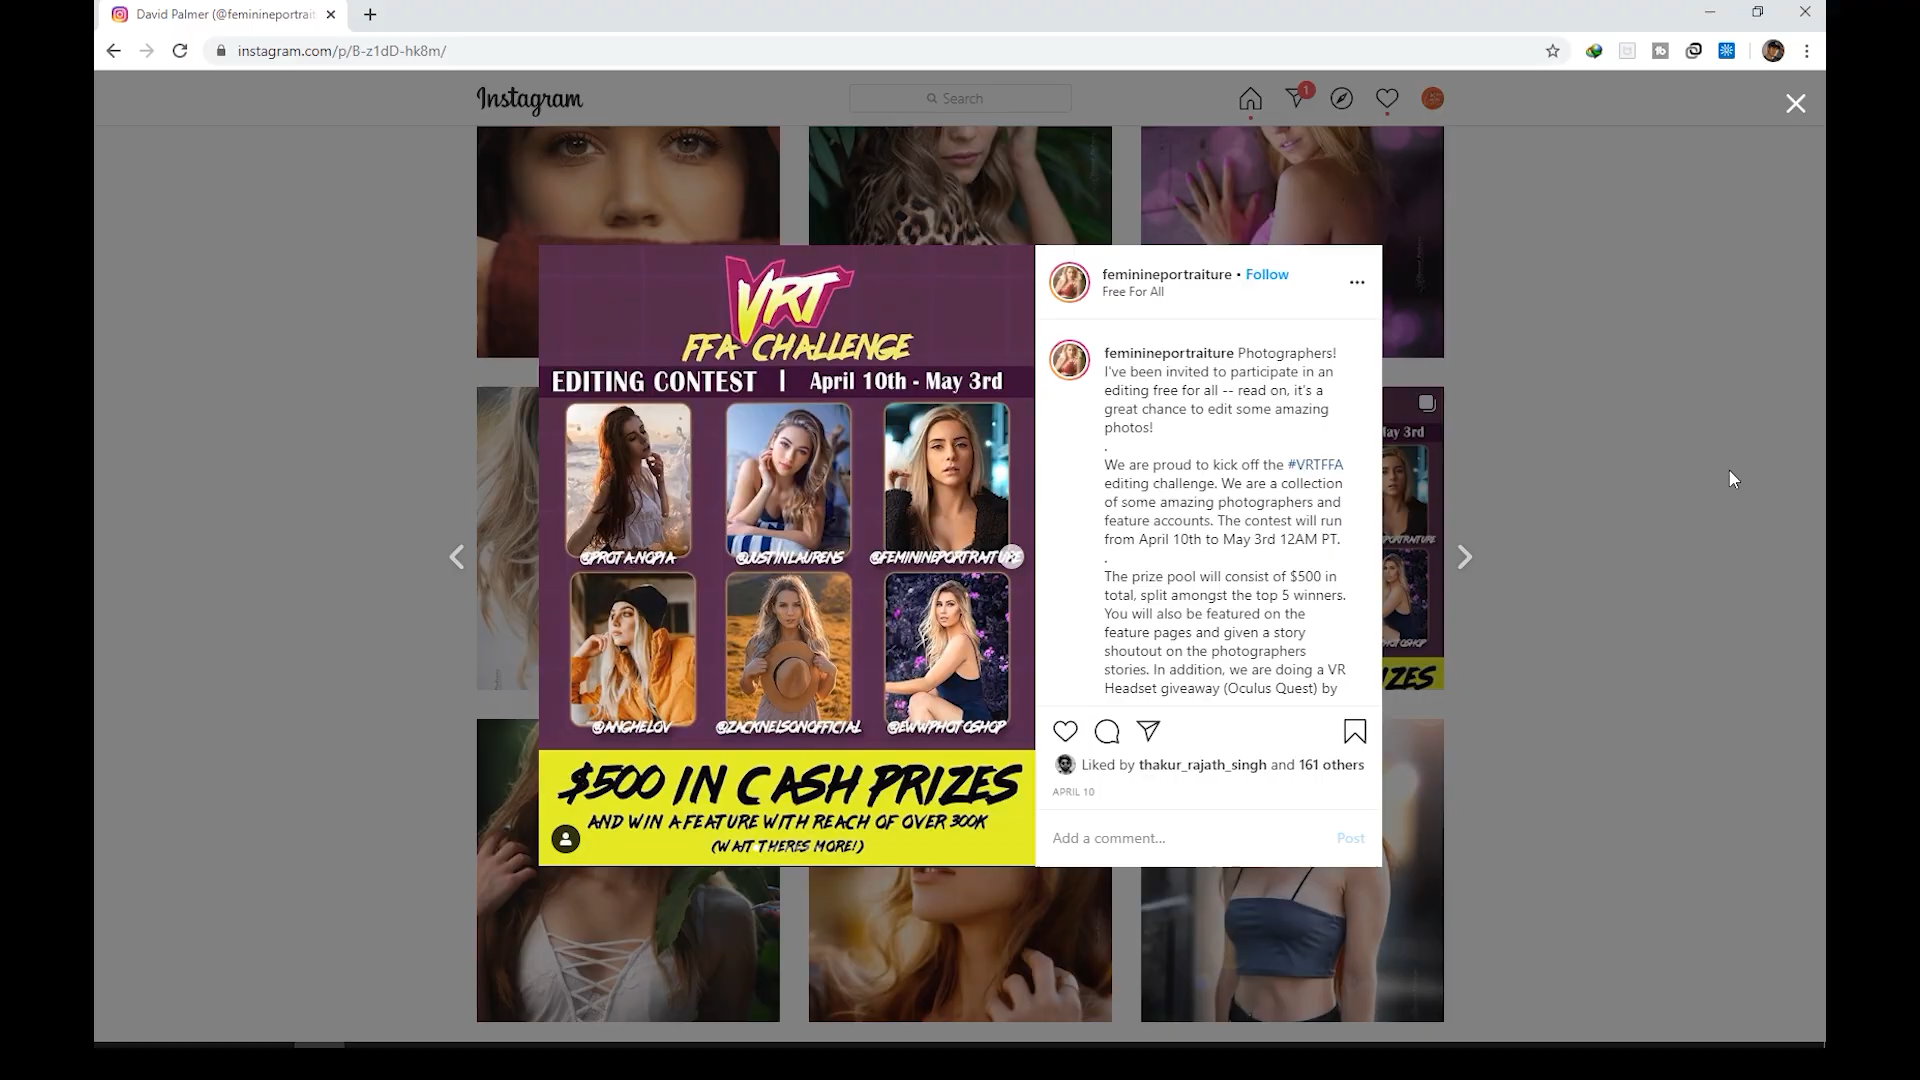 David Palmer (@feminineportrait
instagram.com/p/B-z1dD-hk8m/
Instagram
Search
1
VRT
FFA CHALLENGE
EDITING CONTEST | April 10th - May 3rd
@PROTANOPIA
@JUSTINLAURENS
@FEMININEPORTRAITURE
@ANGHELOV
@ZACKNELSONOFFICIAL
@EWWPHOTOSHOP
$500 IN CASH PRIZES
AND WIN A FEATURE WITH REACH OF OVER 300K
(WAIT THERES MORE!)
feminineportraiture • Follow
Free For All
feminineportraiture Photographers!
I've been invited to participate in an
editing free for all -- read on, it's a
great chance to edit some amazing
photos!
.
We are proud to kick off the #VRTFFA
editing challenge. We are a collection
of some amazing photographers and
feature accounts. The contest will run
from April 10th to May 3rd 12AM PT.
.
The prize pool will consist of $500 in
total, split amongst the top 5 winners.
You will also be featured on the
feature pages and given a story
shoutout on the photographers
stories. In addition, we are doing a VR
Headset giveaway (Oculus Quest) by
Liked by thakur_rajath_singh and 161 others
APRIL 10
Add a comment... Post
ay 3rd
IZES